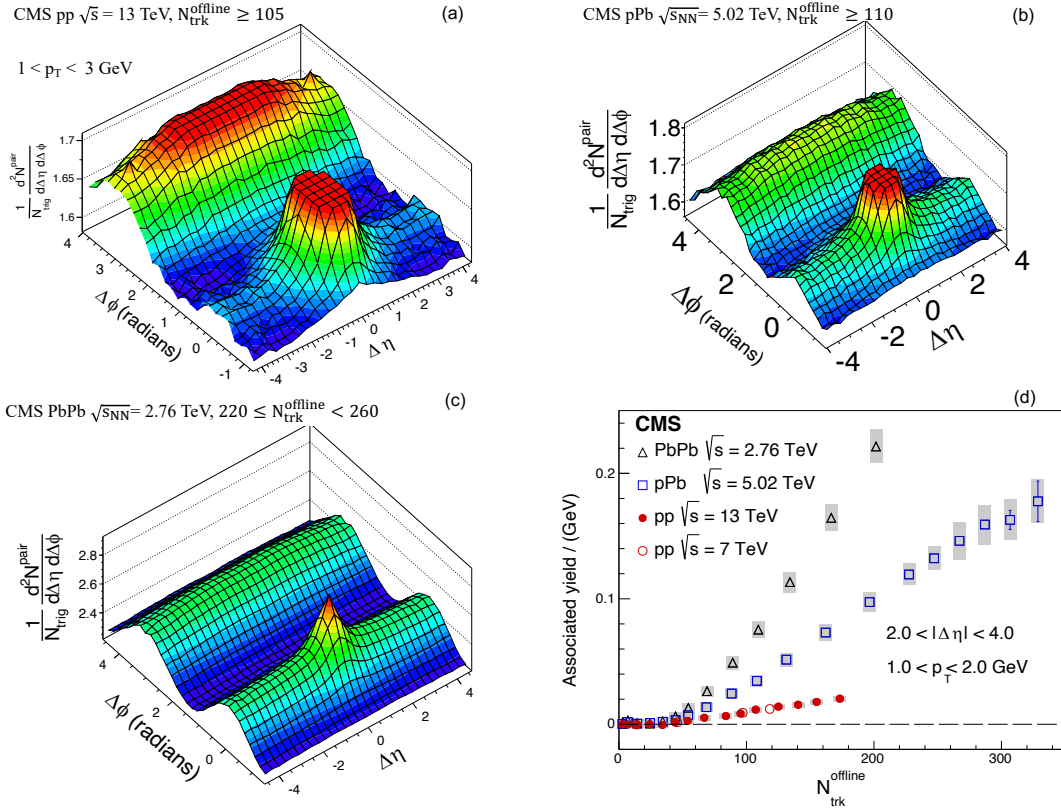 CMS pp √s = 13 TeV, N_trk^offline ≥ 105
(a)
1 < p_T < 3 GeV
1/N_trig d²N^pair/dΔη dΔϕ
1.7
1.65
1.6
4
3
2
1
0
-1
Δϕ (radians)
-4
-3
-2
-1
0
1
2
3
4
Δη
CMS pPb √s_NN = 5.02 TeV, N_trk^offline ≥ 110
(b)
1/N_trig d²N^pair/dΔη dΔϕ
1.8
1.7
1.6
4
2
0
Δϕ (radians)
-4
-2
0
2
4
Δη
CMS PbPb √s_NN = 2.76 TeV, 220 ≤ N_trk^offline < 260
(c)
1/N_trig d²N^pair/dΔη dΔϕ
2.8
2.6
2.4
4
2
0
Δϕ (radians)
-4
-2
0
2
4
Δη
(d)
CMS
PbPb √s = 2.76 TeV
pPb √s = 5.02 TeV
pp √s = 13 TeV
pp √s = 7 TeV
2.0 < |Δη| < 4.0
1.0 < p_T < 2.0 GeV
Associated yield / (GeV)
0.2
0.1
0
0
100
200
300
N_trk^offline